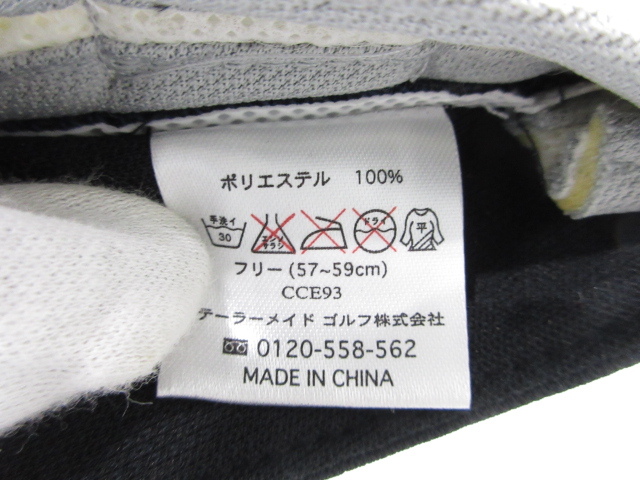 ポリエステル 100%
手洗イ 30 エンソ サラシ ドライ 平
フリー (57~59cm)
CCE93
テーラーメイド ゴルフ株式会社
0120-558-562
MADE IN CHINA